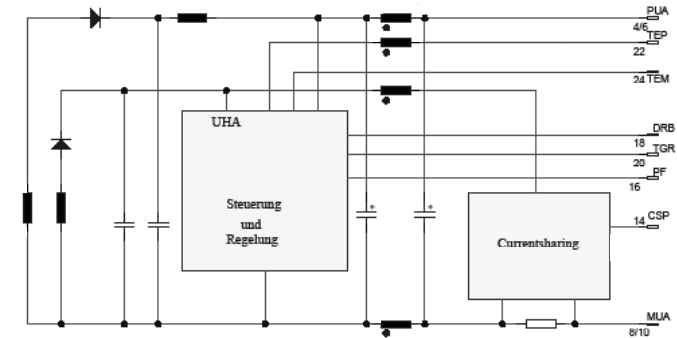 PUA
4/6
TEP
22
24 TEM
UHA
DRB
18
TGR
20
PF
16
Steuerung
und
Regelung
14 CSP
Currentsharing
MUA
8/10